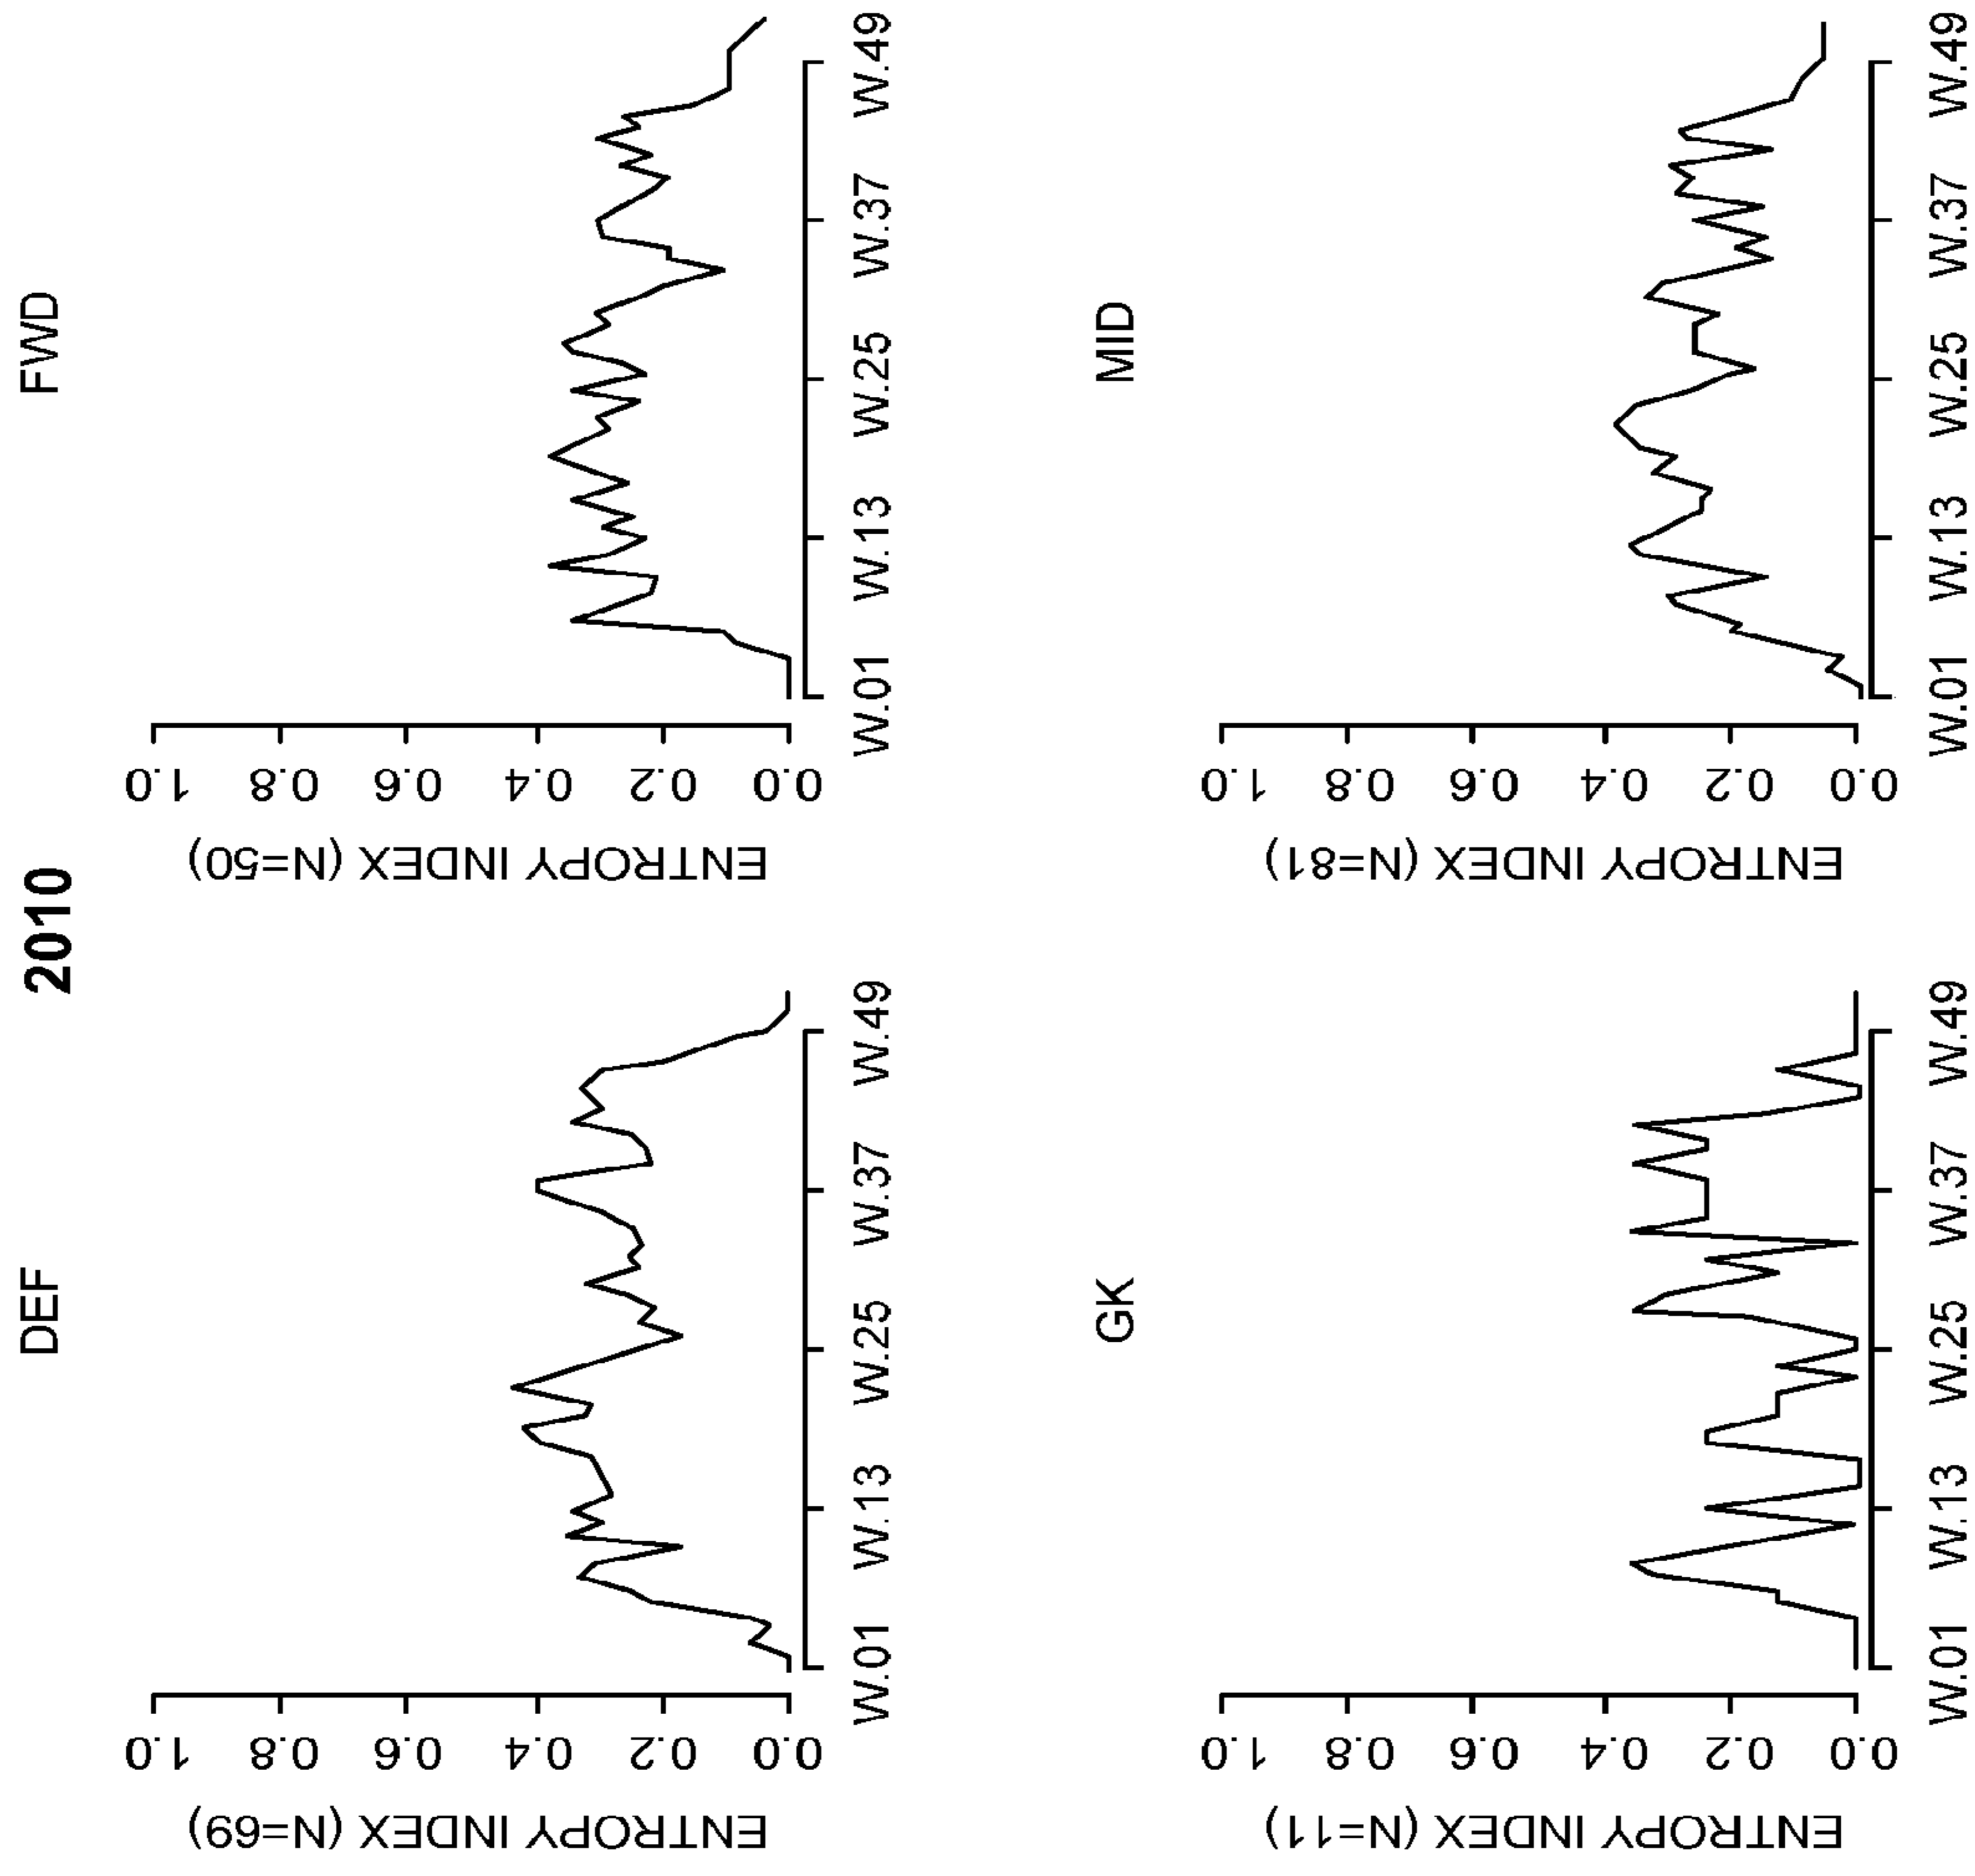 2010
DEF
ENTROPY INDEX (N=69)
0.0 0.2 0.4 0.6 0.8 1.0
W.01 W.13 W.25 W.37 W.49
FWD
ENTROPY INDEX (N=50)
0.0 0.2 0.4 0.6 0.8 1.0
W.01 W.13 W.25 W.37 W.49
GK
ENTROPY INDEX (N=11)
0.0 0.2 0.4 0.6 0.8 1.0
W.01 W.13 W.25 W.37 W.49
MID
ENTROPY INDEX (N=81)
0.0 0.2 0.4 0.6 0.8 1.0
W.01 W.13 W.25 W.37 W.49